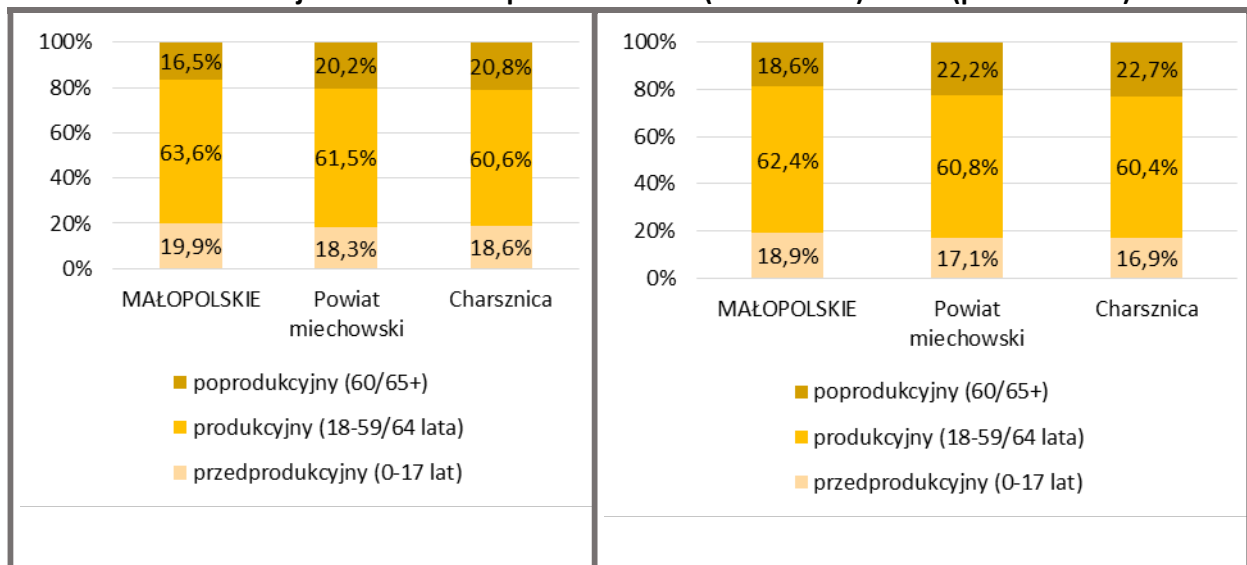 100%
80%
60%
40%
20%
0%
16,5%
20,2%
20,8%
63,6%
61,5%
60,6%
19,9%
18,3%
18,6%
MAŁOPOLSKIE
Powiat
miechowski
Charsznica
poprodukcyjny (60/65+)
produkcyjny (18-59/64 lata)
przedprodukcyjny (0-17 lat)
100%
80%
60%
40%
20%
0%
18,6%
22,2%
22,7%
62,4%
60,8%
60,4%
18,9%
17,1%
16,9%
MAŁOPOLSKIE
Powiat
miechowski
Charsznica
poprodukcyjny (60/65+)
produkcyjny (18-59/64 lata)
przedprodukcyjny (0-17 lat)